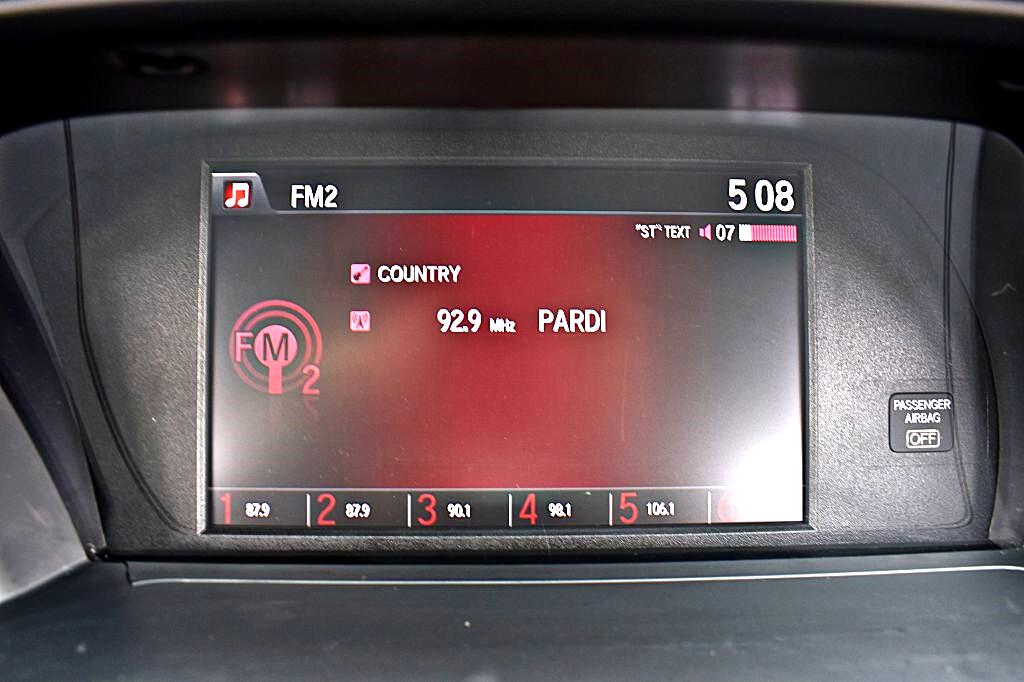 FM2 5 08
"ST" TEXT 07
COUNTRY
92.9 MHz PARDI
FM 2
PASSENGER
AIRBAG
OFF
1 87.9 2 87.9 3 90.1 4 98.1 5 106.1 6